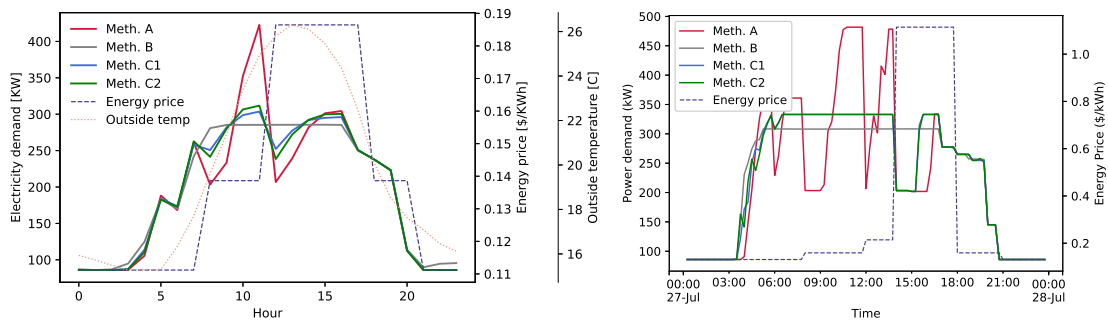 Electricity demand [KW]
400
350
300
250
200
150
100
Meth. A
Meth. B
Meth. C1
Meth. C2
Energy price
Outside temp
0
5
10
15
20
Hour
0.19
0.18
0.17
0.16
0.15
0.14
0.13
0.12
0.11
Energy price [$/KWh]
26
24
22
20
18
16
Outside temperature [C]
Power demand (kW)
500
450
400
350
300
250
200
150
100
Meth. A
Meth. B
Meth. C1
Meth. C2
Energy price
00:00
27-Jul
03:00
06:00
09:00
12:00
15:00
18:00
21:00
00:00
28-Jul
Time
1.0
0.8
0.6
0.4
0.2
Energy Price ($/kWh)